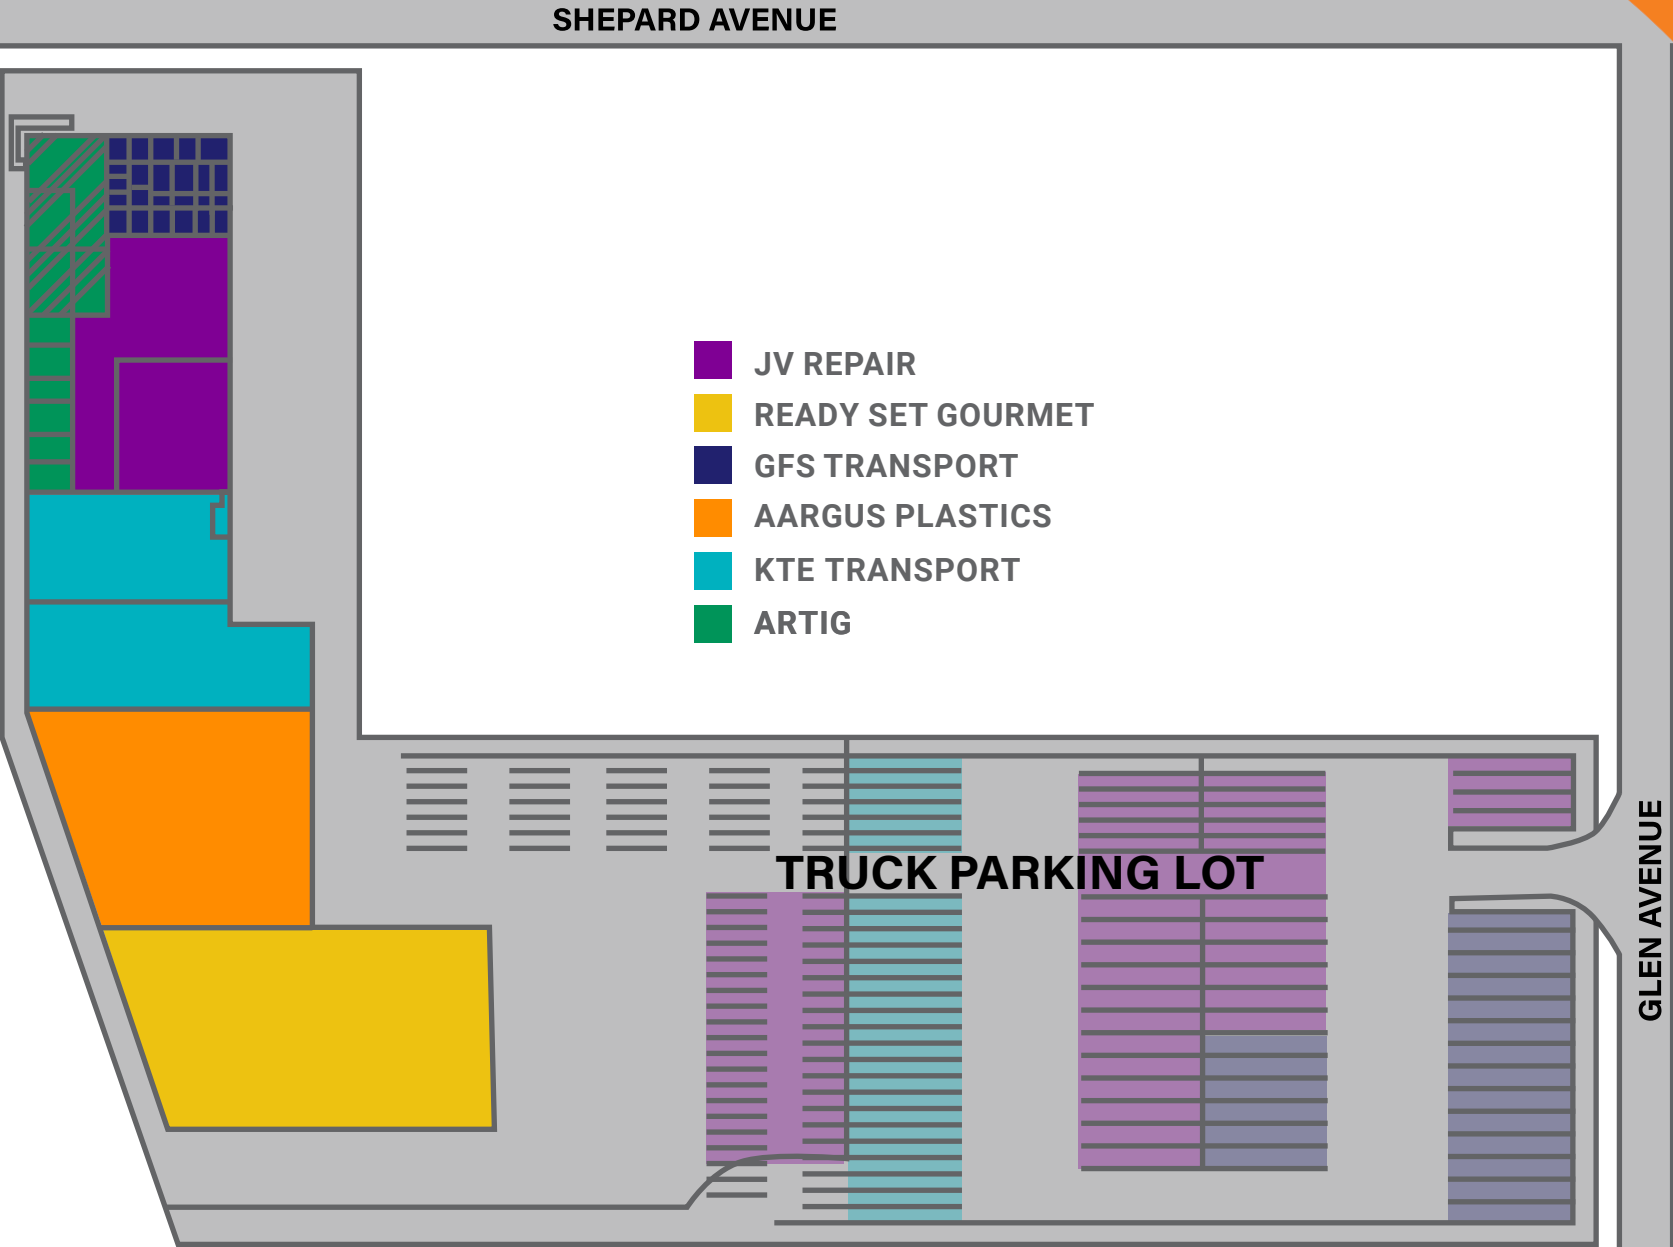 SHEPARD AVENUE
JV REPAIR
READY SET GOURMET
GFS TRANSPORT
AARGUS PLASTICS
KTE TRANSPORT
ARTIG
TRUCK PARKING LOT
GLEN AVENUE